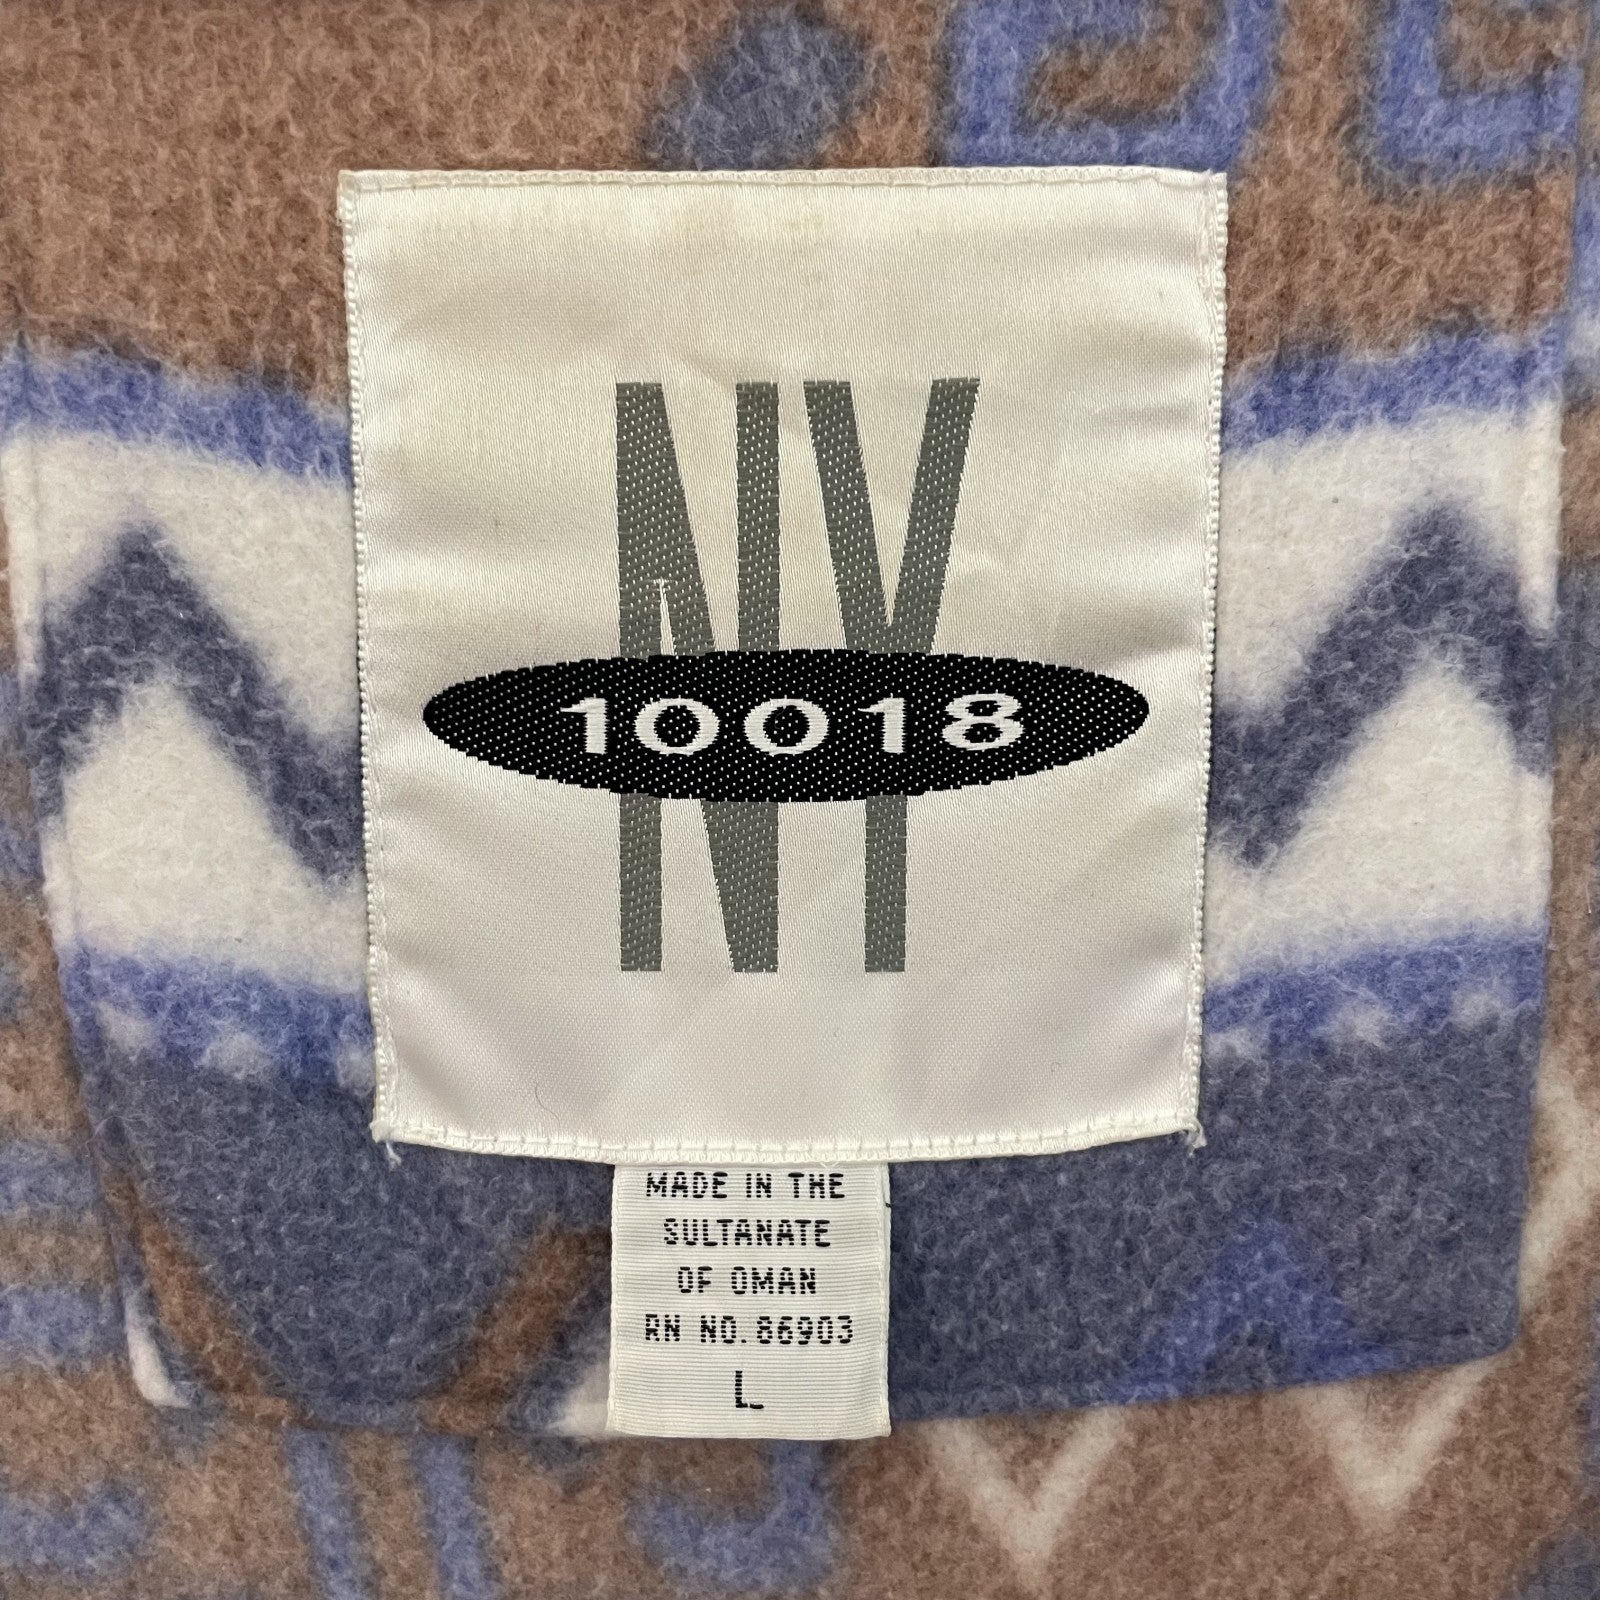 NY
10018
MADE IN THE
SULTANATE
OF OMAN
RN NO. 86903
L